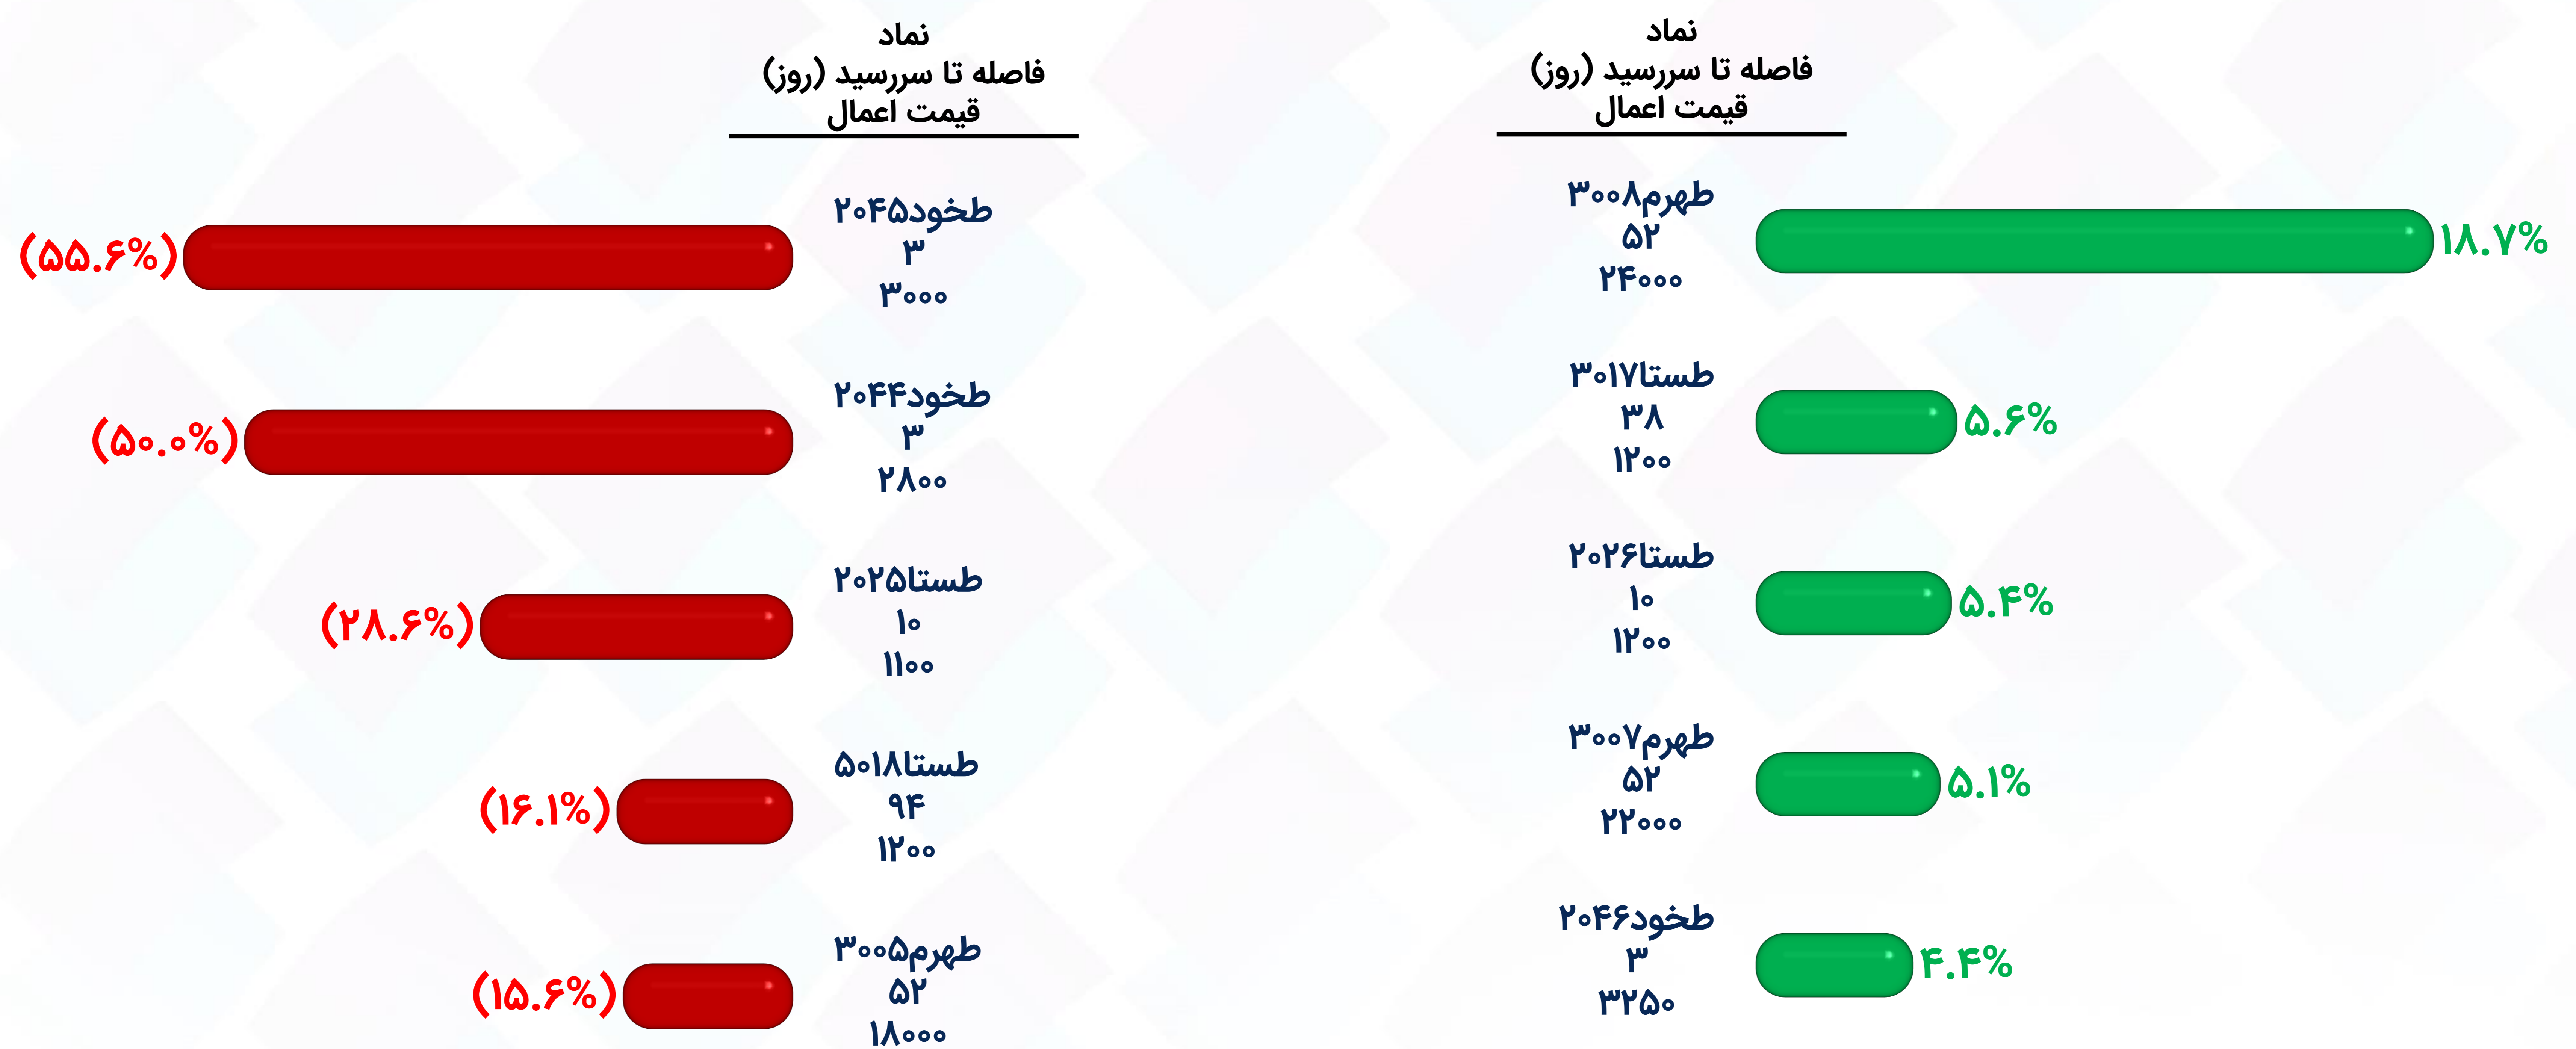 نماد
فاصله تا سررسید (روز)
قیمت اعمال
طهرم۳۰۰۸
۵۲
۲۴۰۰۰
۱۸.۷%
طستا۳۰۱۷
۳۸
۱۲۰۰
۵.۶%
طستا۲۰۲۶
۱۰
۱۲۰۰
۵.۴%
طهرم۳۰۰۷
۵۲
۲۲۰۰۰
۵.۱%
طخود۲۰۴۶
۳
۳۲۵۰
۴.۴%
نماد
فاصله تا سررسید (روز)
قیمت اعمال
طخود۲۰۴۵
۳
۳۰۰۰
(۵۵.۶%)
طخود۲۰۴۴
۳
۲۸۰۰
(۵۰.۰%)
طستا۲۰۲۵
۱۰
۱۱۰۰
(۲۸.۶%)
طستا۵۰۱۸
۹۴
۱۲۰۰
(۱۶.۱%)
طهرم۳۰۰۵
۵۲
۱۸۰۰۰
(۱۵.۶%)